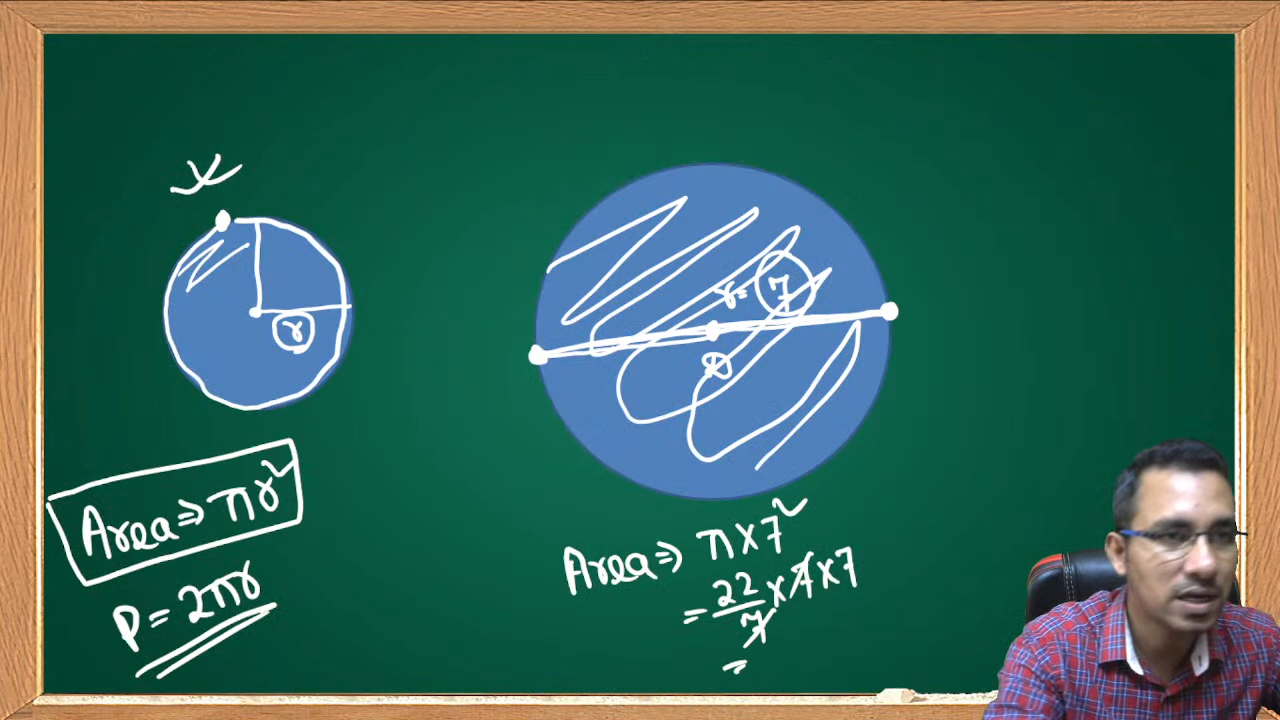 r
Area ⇒ πr²
P = 2πr
r = 7
Area ⇒ π × 7²
= 22/7 × 7 × 7
=